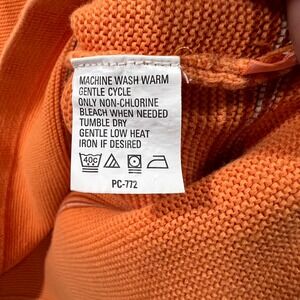 MACHINE WASH WARM
GENTLE CYCLE
ONLY NON-CHLORINE
BLEACH WHEN NEEDED
TUMBLE DRY
GENTLE LOW HEAT
IRON IF DESIRED
40C
PC-772